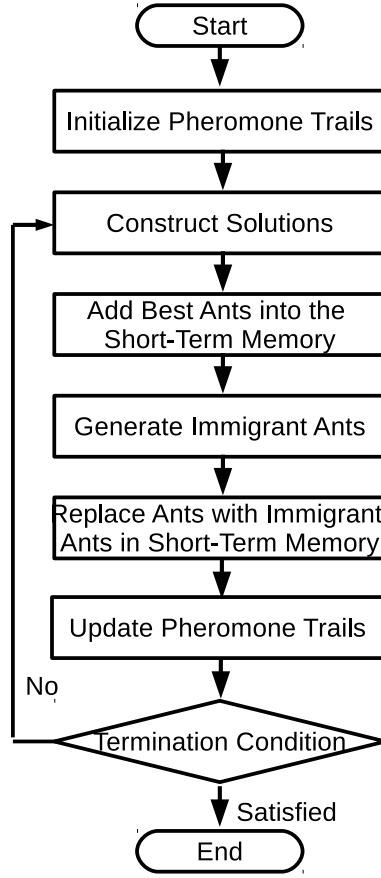 Start
Initialize Pheromone Trails
Construct Solutions
Add Best Ants into the
Short-Term Memory
Generate Immigrant Ants
Replace Ants with Immigrant
Ants in Short-Term Memory
Update Pheromone Trails
No
Termination Condition
Satisfied
End